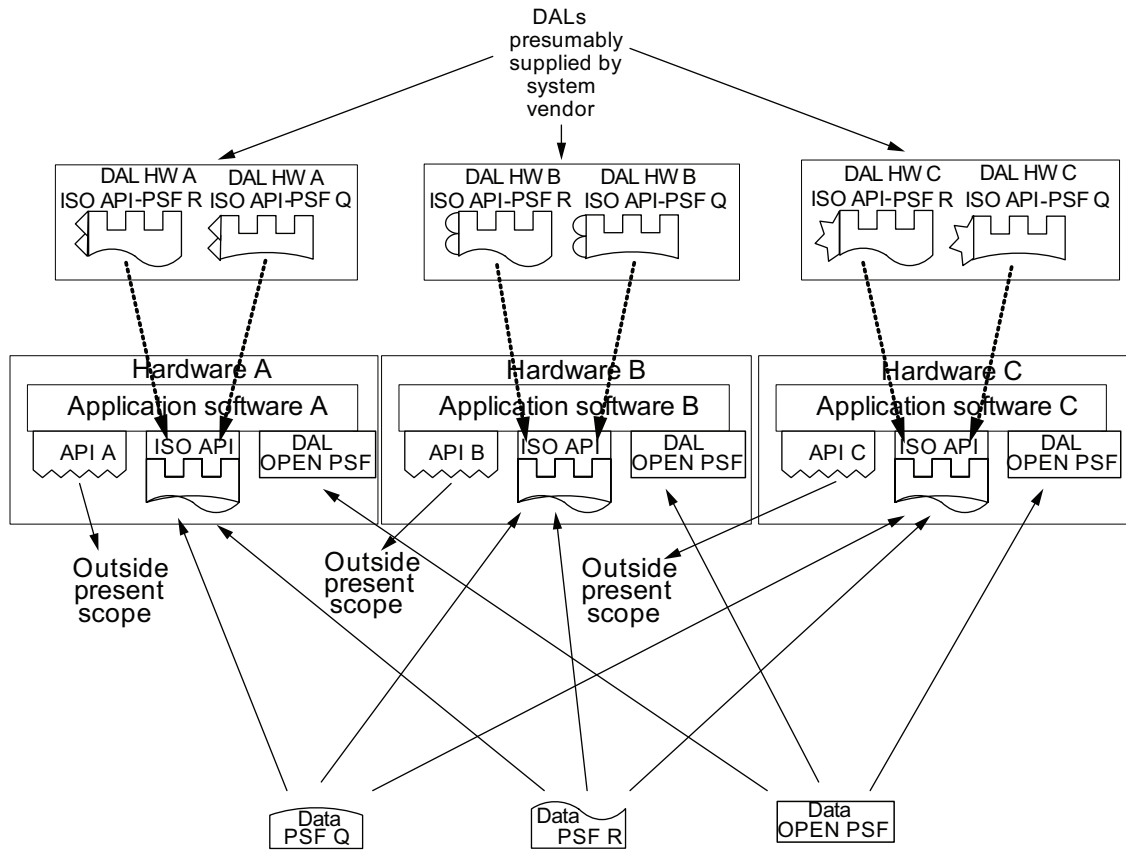 DALs
presumably
supplied by
system
vendor
DAL HW A
ISO API-PSF R
DAL HW A
ISO API-PSF Q
DAL HW B
ISO API-PSF R
DAL HW B
ISO API-PSF Q
DAL HW C
ISO API-PSF R
DAL HW C
ISO API-PSF Q
Hardware A
Application software A
API A
ISO API
DAL
OPEN PSF
Hardware B
Application software B
API B
ISO API
DAL
OPEN PSF
Hardware C
Application software C
API C
ISO API
DAL
OPEN PSF
Outside
present
scope
Outside
present
scope
Outside
present
scope
Data
PSF Q
Data
PSF R
Data
OPEN PSF